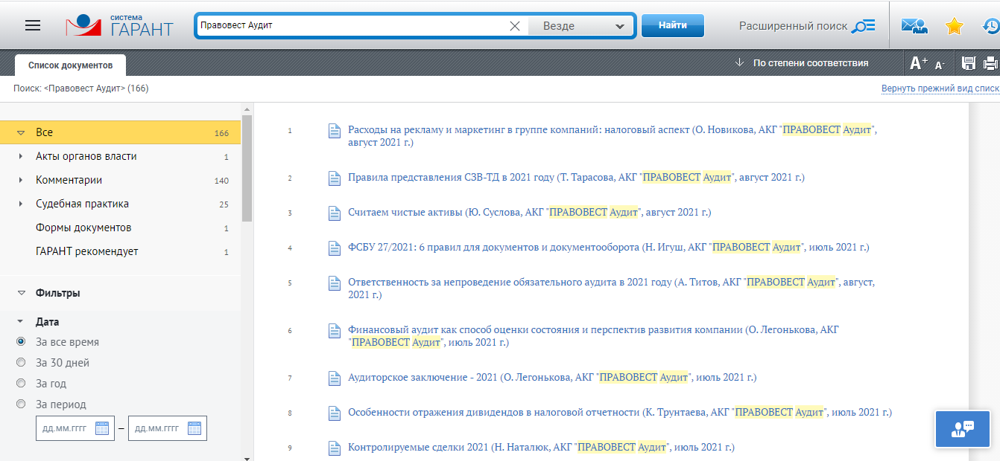 система
ГАРАНТ
Правовест Аудит
Везде
Найти
Расширенный поиск
Список документов
По степени соответствия
A+ A-
Поиск: <Правовест Аудит> (166)
Вернуть прежний вид списк
Все 166
Акты органов власти 1
Комментарии 140
Судебная практика 25
Формы документов 1
ГАРАНТ рекомендует 1
Фильтры
Дата
За все время
За 30 дней
За год
За период
дд.мм.гггг – дд.мм.гггг
1 Расходы на рекламу и маркетинг в группе компаний: налоговый аспект (О. Новикова, АКГ "ПРАВОВЕСТ Аудит",
август 2021 г.)
2 Правила представления СЗВ-ТД в 2021 году (Т. Тарасова, АКГ "ПРАВОВЕСТ Аудит", август 2021 г.)
3 Считаем чистые активы (Ю. Суслова, АКГ "ПРАВОВЕСТ Аудит", август 2021 г.)
4 ФСБУ 27/2021: 6 правил для документов и документооборота (Н. Игуш, АКГ "ПРАВОВЕСТ Аудит", июль 2021 г.)
5 Ответственность за непроведение обязательного аудита в 2021 году (А. Титов, АКГ "ПРАВОВЕСТ Аудит", август,
2021 г.)
6 Финансовый аудит как способ оценки состояния и перспектив развития компании (О. Легонькова, АКГ
"ПРАВОВЕСТ Аудит", июль 2021 г.)
7 Аудиторское заключение - 2021 (О. Легонькова, АКГ "ПРАВОВЕСТ Аудит", июль 2021 г.)
8 Особенности отражения дивидендов в налоговой отчетности (К. Трунтаева, АКГ "ПРАВОВЕСТ Аудит", июль 2021 г.)
9 Контролируемые сделки 2021 (Н. Наталюк, АКГ "ПРАВОВЕСТ Аудит", июль 2021 г.)